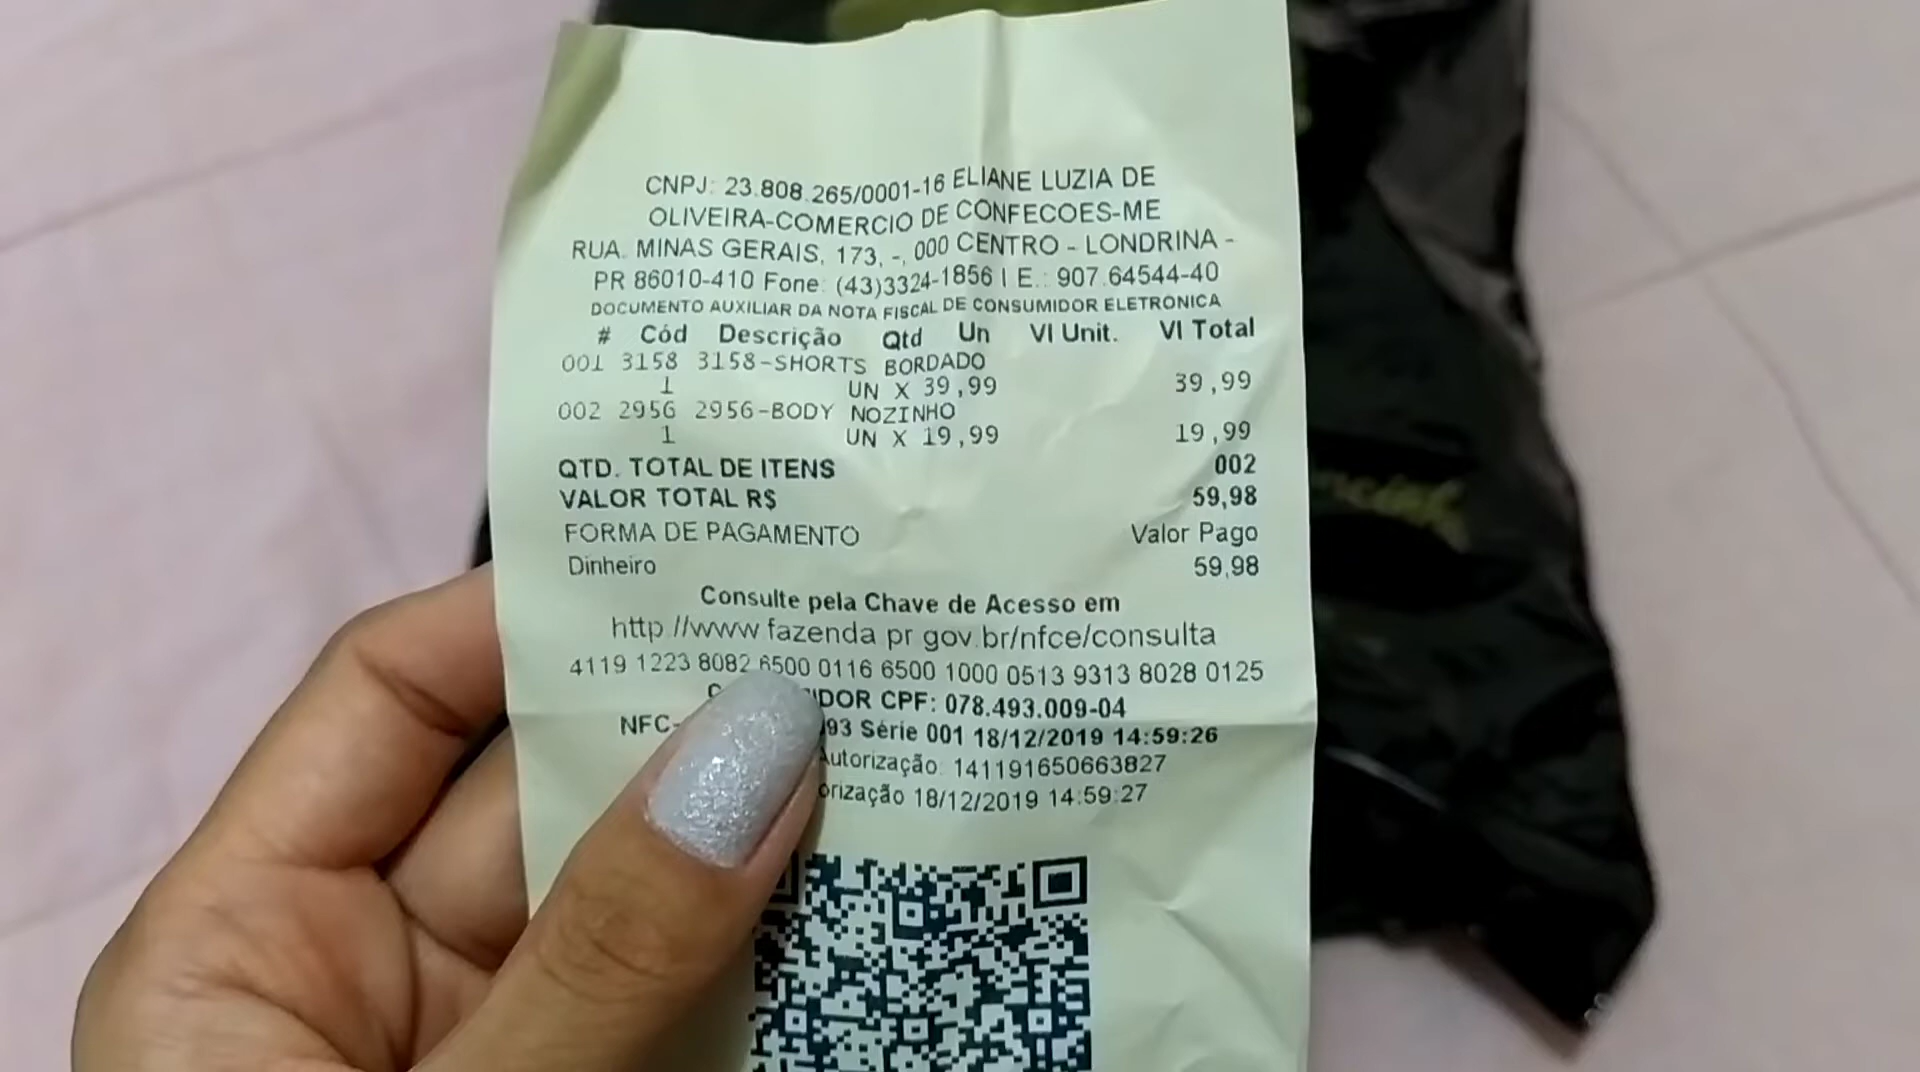 CNPJ: 23.808.265/0001-16 ELIANE LUZIA DE
OLIVEIRA-COMERCIO DE CONFECOES-ME
RUA. MINAS GERAIS, 173, -, 000 CENTRO - LONDRINA -
PR 86010-410 Fone: (43)3324-1856 I E.: 907.64544-40
DOCUMENTO AUXILIAR DA NOTA FISCAL DE CONSUMIDOR ELETRONICA
# Cód Descrição Qtd Un Vl Unit. Vl Total
001 3158 3158-SHORTS BORDADO
1 UN X 39,99 39,99
002 2956 2956-BODY NOZINHO
1 UN X 19,99 19,99
QTD. TOTAL DE ITENS 002
VALOR TOTAL R$ 59,98
FORMA DE PAGAMENTO Valor Pago
Dinheiro 59,98
Consulte pela Chave de Acesso em
http://www.fazenda.pr.gov.br/nfce/consulta
4119 1223 8082 6500 0116 6500 1000 0513 9313 8028 0125
CPF: 078.493.009-04
93 Série 001 18/12/2019 14:59:26
Autorização: 141191650663827
18/12/2019 14:59:27